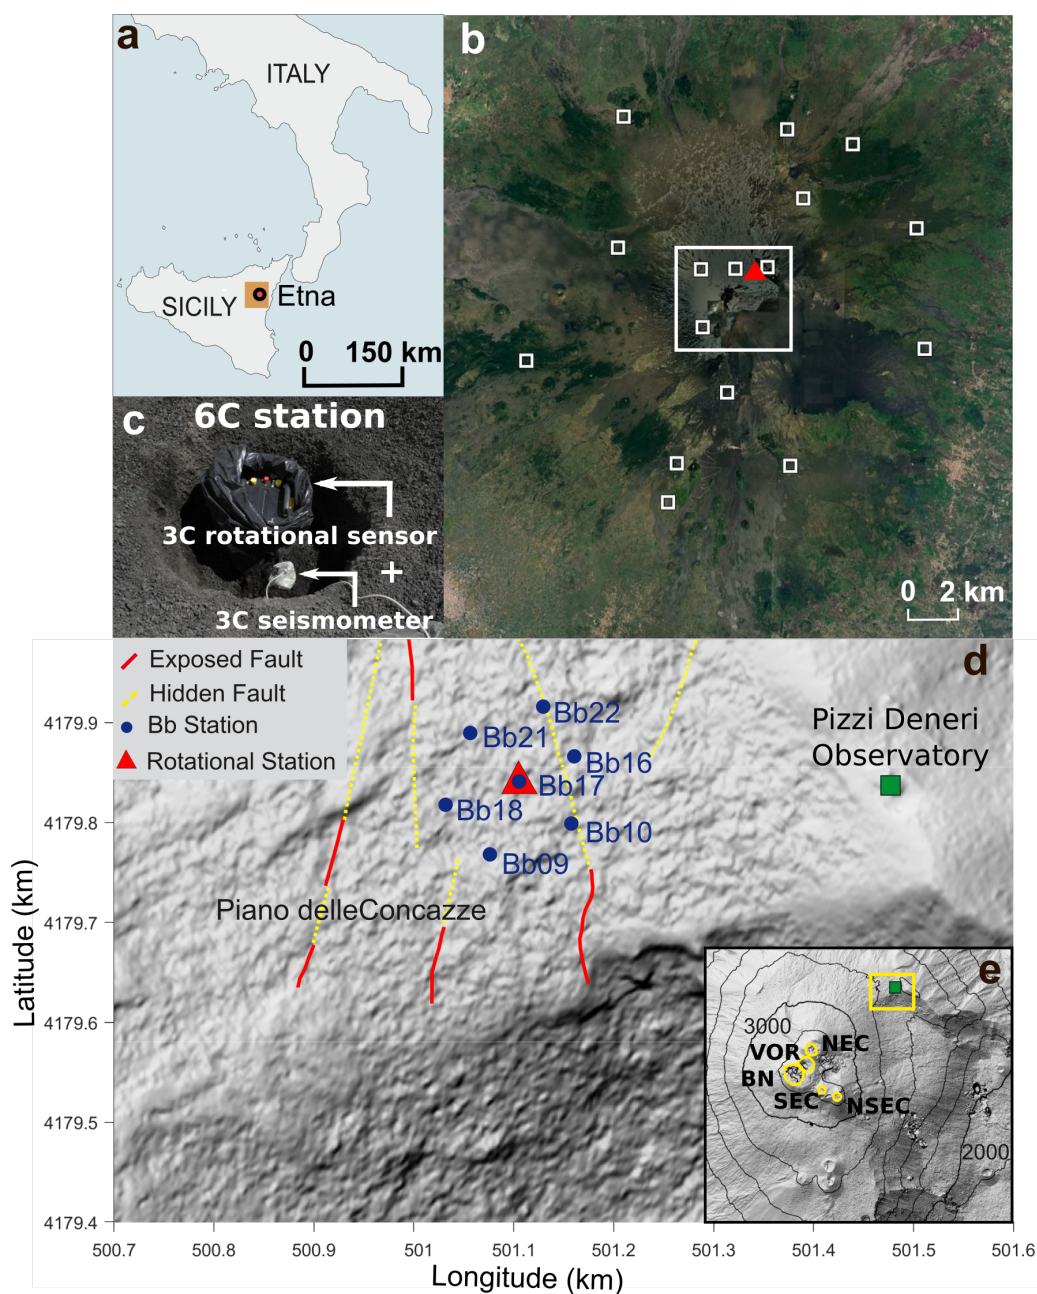 a
ITALY
SICILY
Etna
0 150 km
b
0 2 km
c
6C station
3C rotational sensor
+
3C seismometer
d
Exposed Fault
Hidden Fault
Bb Station
Rotational Station
Bb22
Bb21
Bb16
Bb17
Bb18
Bb10
Bb09
Pizzi Deneri
Observatory
Piano delleConcazze
e
3000
NEC
VOR
BN
SEC
NSEC
2000
Latitude (km)
4179.9
4179.8
4179.7
4179.6
4179.5
4179.4
500.7 500.8 500.9 501 501.1 501.2 501.3 501.4 501.5 501.6
Longitude (km)